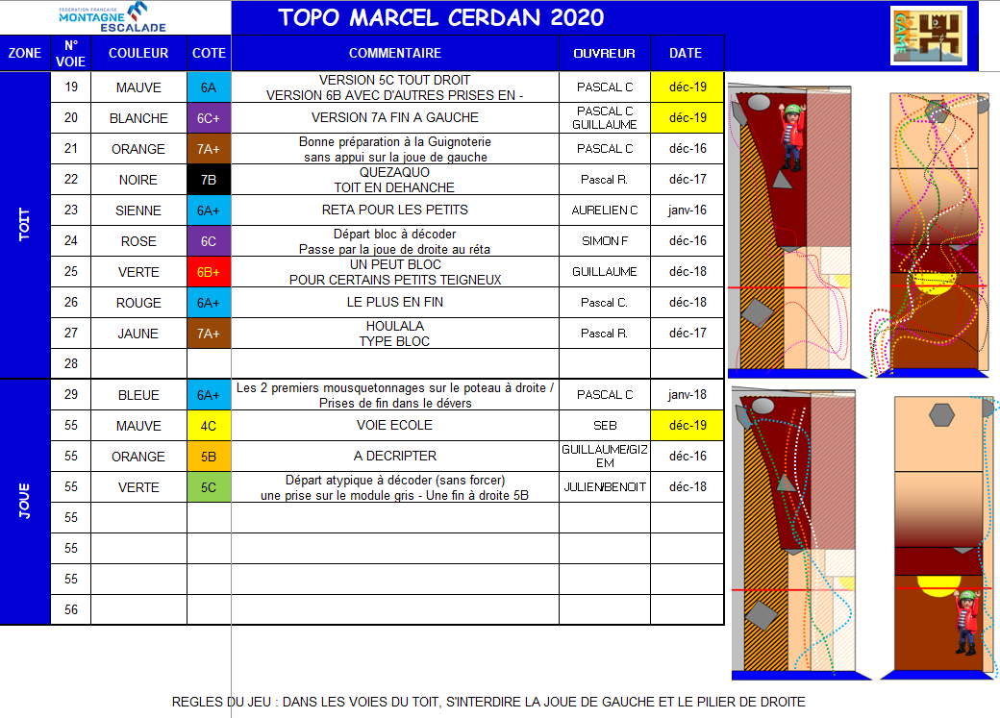 FÉDÉRATION FRANÇAISE
MONTAGNE
ESCALADE
TOPO MARCEL CERDAN 2020
GAME
ZONE N° VOIE COULEUR COTE COMMENTAIRE OUVREUR DATE
TOIT
19 MAUVE 6A VERSION 5C TOUT DROIT
VERSION 6B AVEC D'AUTRES PRISES EN - PASCAL C déc-19
20 BLANCHE 6C+ VERSION 7A FIN A GAUCHE PASCAL C
GUILLAUME déc-19
21 ORANGE 7A+ Bonne préparation à la Guignoterie
sans appui sur la joue de gauche PASCAL C déc-16
22 NOIRE 7B QUEZAQUO
TOIT EN DEHANCHE Pascal R. déc-17
23 SIENNE 6A+ RETA POUR LES PETITS AURELIEN C janv-16
24 ROSE 6C Départ bloc à décoder
Passe par la joue de droite au réta SIMON F déc-16
25 VERTE 6B+ UN PEUT BLOC
POUR CERTAINS PETITS TEIGNEUX GUILLAUME déc-18
26 ROUGE 6A+ LE PLUS EN FIN Pascal C. déc-18
27 JAUNE 7A+ HOULALA
TYPE BLOC Pascal R. déc-17
28
JOUE
29 BLEUE 6A+ Les 2 premiers mousquetonnages sur le poteau à droite /
Prises de fin dans le dévers PASCAL C janv-18
55 MAUVE 4C VOIE ECOLE SEB déc-19
55 ORANGE 5B A DECRIPTER GUILLAUME/GIZ
EM déc-16
55 VERTE 5C Départ atypique à décoder (sans forcer)
une prise sur le module gris - Une fin à droite 5B JULIEN/BENOIT déc-18
55
55
55
56
REGLES DU JEU : DANS LES VOIES DU TOIT, S'INTERDIRE LA JOUE DE GAUCHE ET LE PILIER DE DROITE